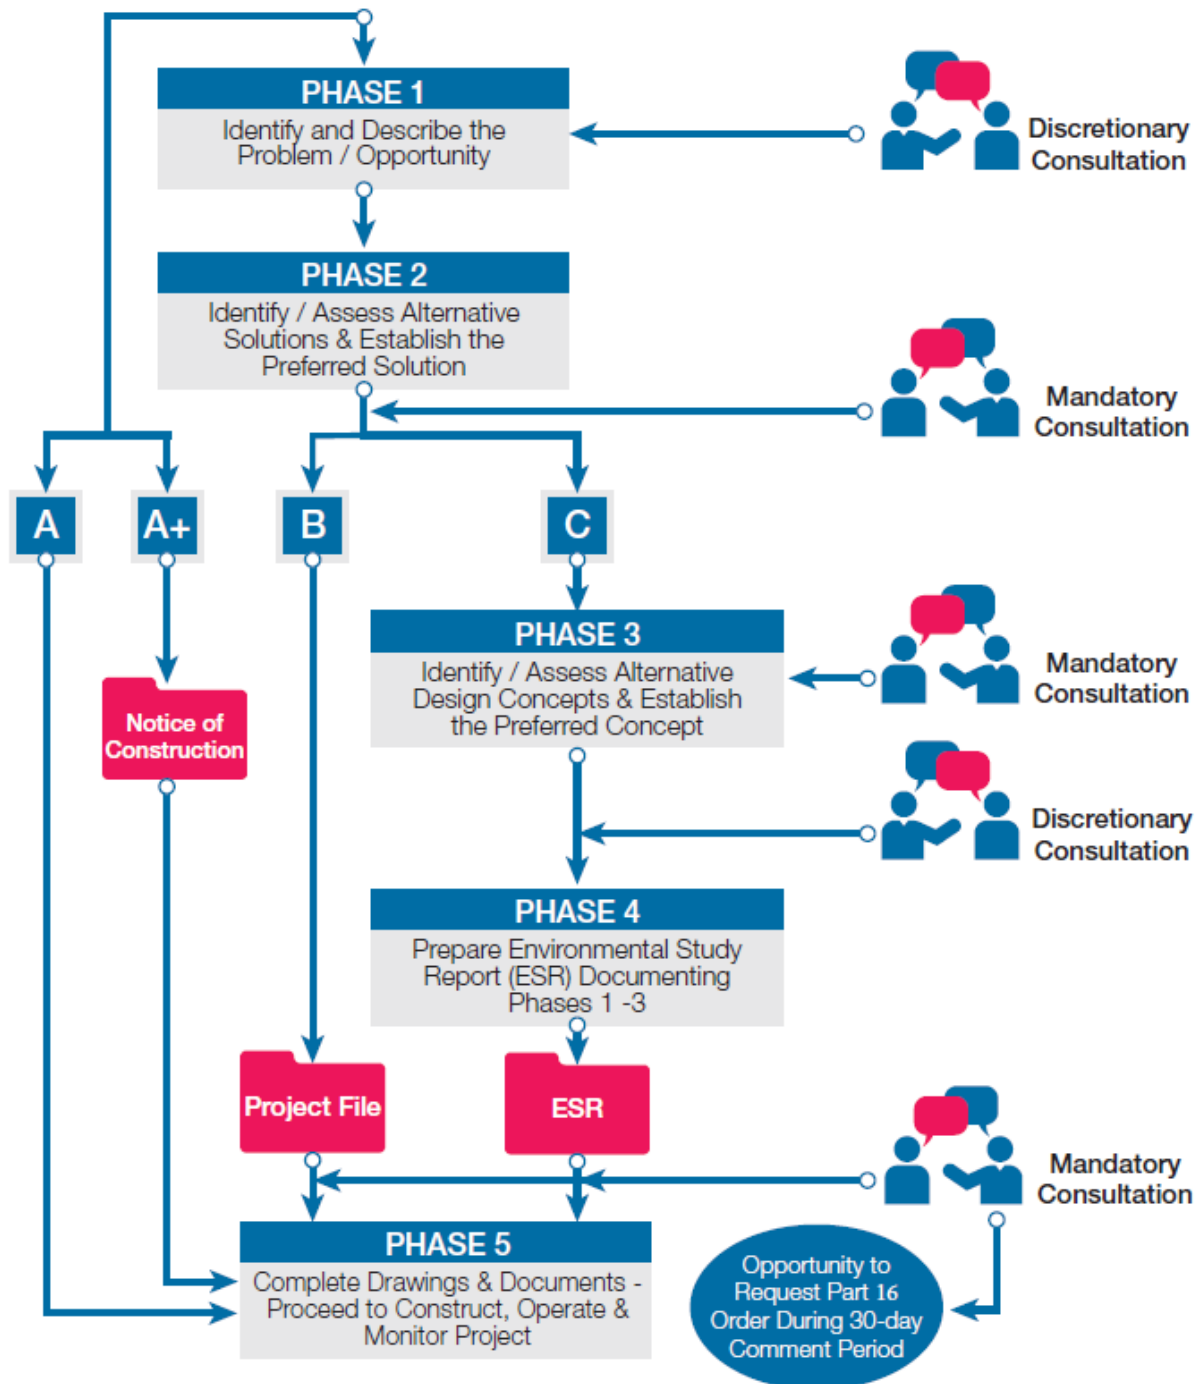 PHASE 1
Identify and Describe the
Problem / Opportunity
Discretionary
Consultation
PHASE 2
Identify / Assess Alternative
Solutions & Establish the
Preferred Solution
Mandatory
Consultation
A
A+
B
C
PHASE 3
Identify / Assess Alternative
Design Concepts & Establish
the Preferred Concept
Mandatory
Consultation
Notice of
Construction
Discretionary
Consultation
PHASE 4
Prepare Environmental Study
Report (ESR) Documenting
Phases 1 -3
Project File
ESR
Mandatory
Consultation
PHASE 5
Complete Drawings & Documents -
Proceed to Construct, Operate &
Monitor Project
Opportunity to
Request Part 16
Order During 30-day
Comment Period